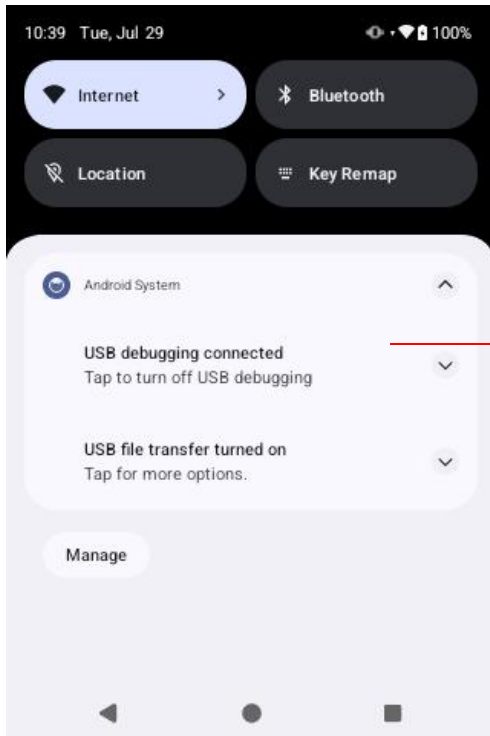 10:39 Tue, Jul 29 100%
Internet Bluetooth
Location Key Remap
Android System
USB debugging connected
Tap to turn off USB debugging
USB file transfer turned on
Tap for more options.
Manage